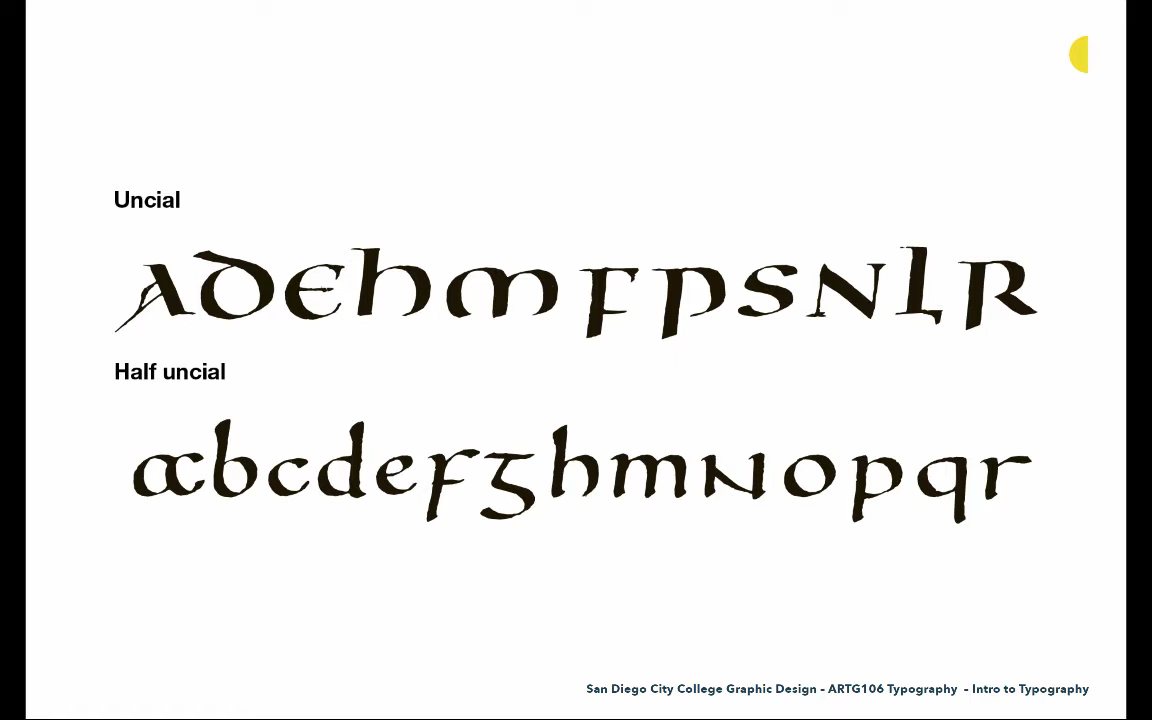 Uncial
ADEhmFPSNLR
Half uncial
abcdefghmNopqr
San Diego City College Graphic Design – ARTG106 Typography – Intro to Typography